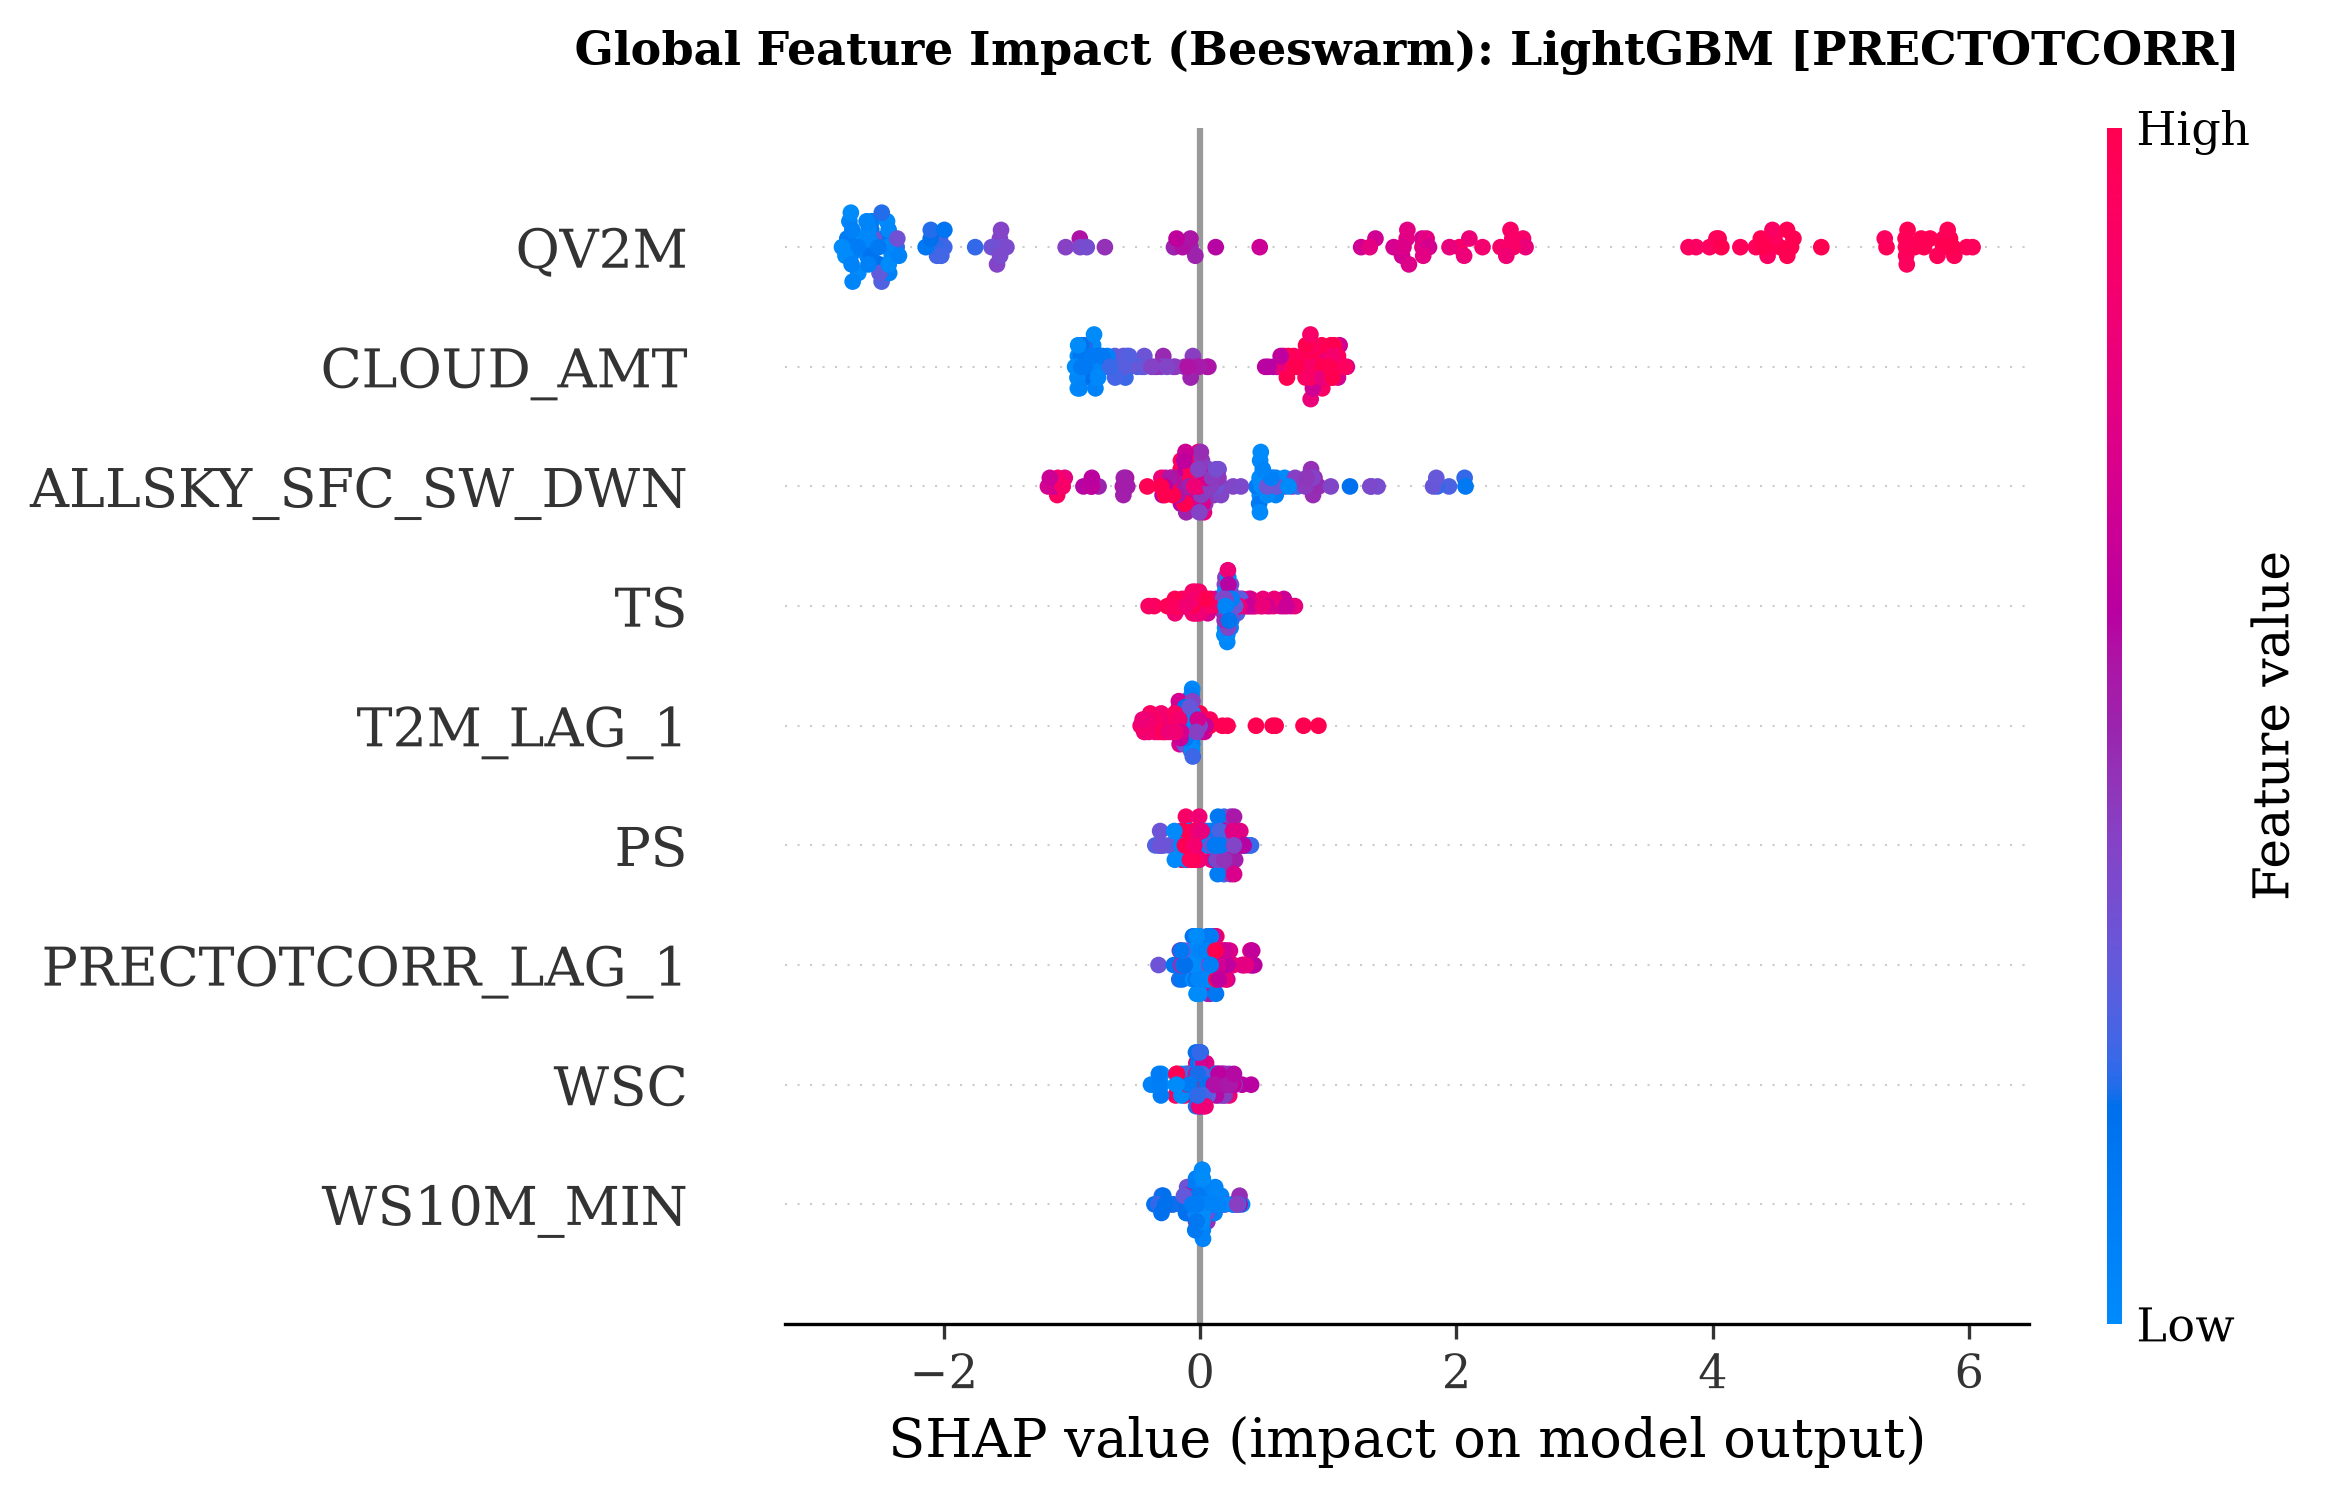 Global Feature Impact (Beeswarm): LightGBM [PRECTOTCORR]
High
QV2M
CLOUD_AMT
ALLSKY_SFC_SW_DWN
TS
T2M_LAG_1
PS
PRECTOTCORR_LAG_1
WSC
WS10M_MIN
Feature value
Low
−2 0 2 4 6
SHAP value (impact on model output)